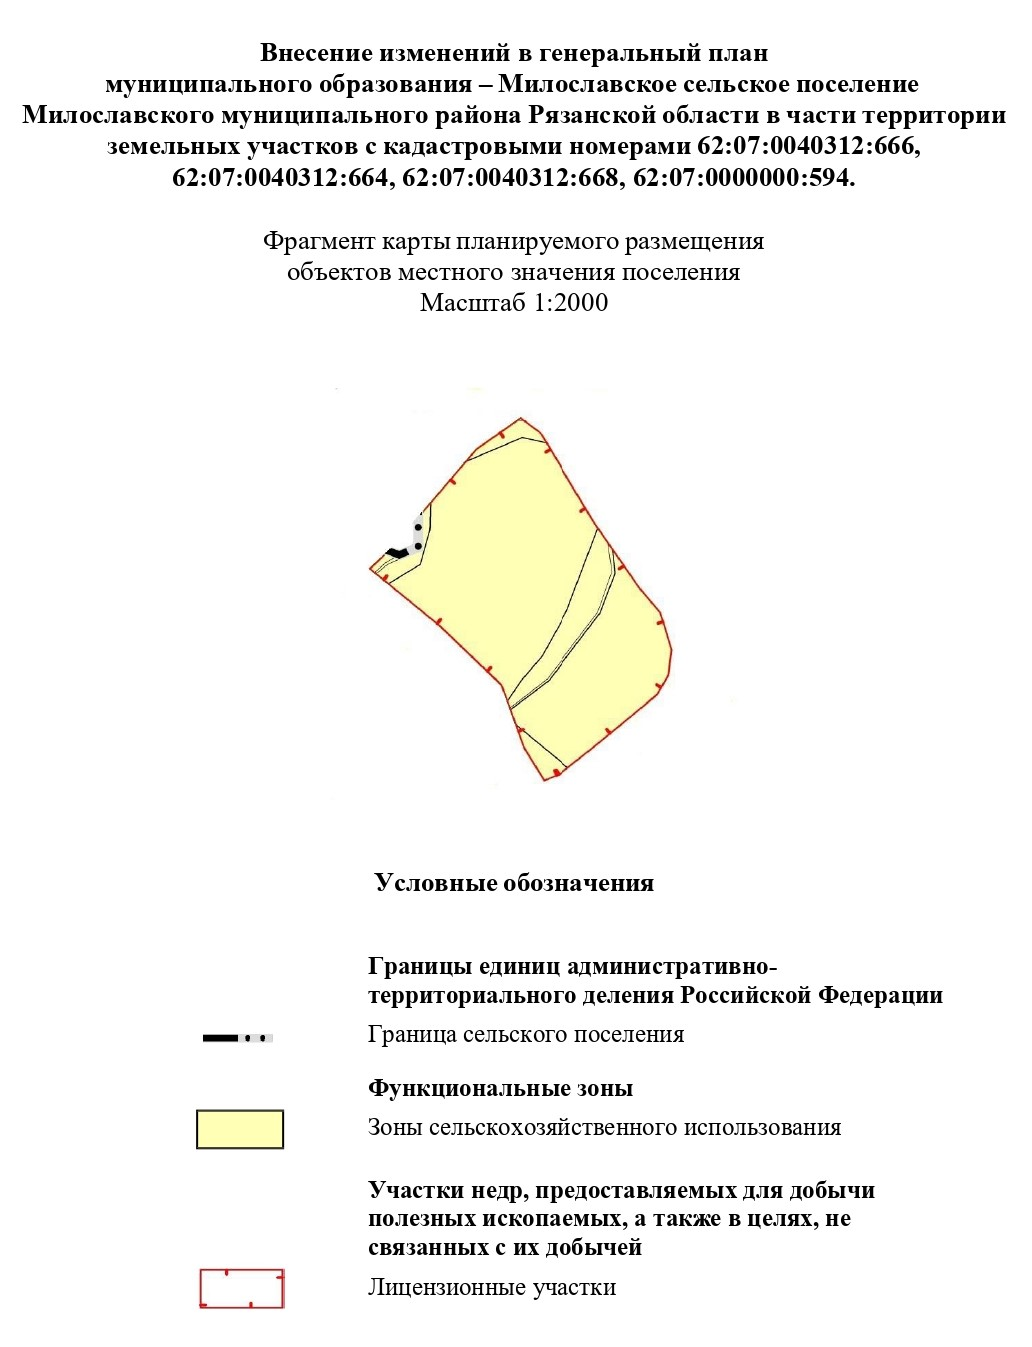 Внесение изменений в генеральный план
муниципального образования – Милославское сельское поселение
Милославского муниципального района Рязанской области в части территории
земельных участков с кадастровыми номерами 62:07:0040312:666,
62:07:0040312:664, 62:07:0040312:668, 62:07:0000000:594.
Фрагмент карты планируемого размещения
объектов местного значения поселения
Масштаб 1:2000
Условные обозначения
Границы единиц административно-
территориального деления Российской Федерации
Граница сельского поселения
Функциональные зоны
Зоны сельскохозяйственного использования
Участки недр, предоставляемых для добычи
полезных ископаемых, а также в целях, не
связанных с их добычей
Лицензионные участки